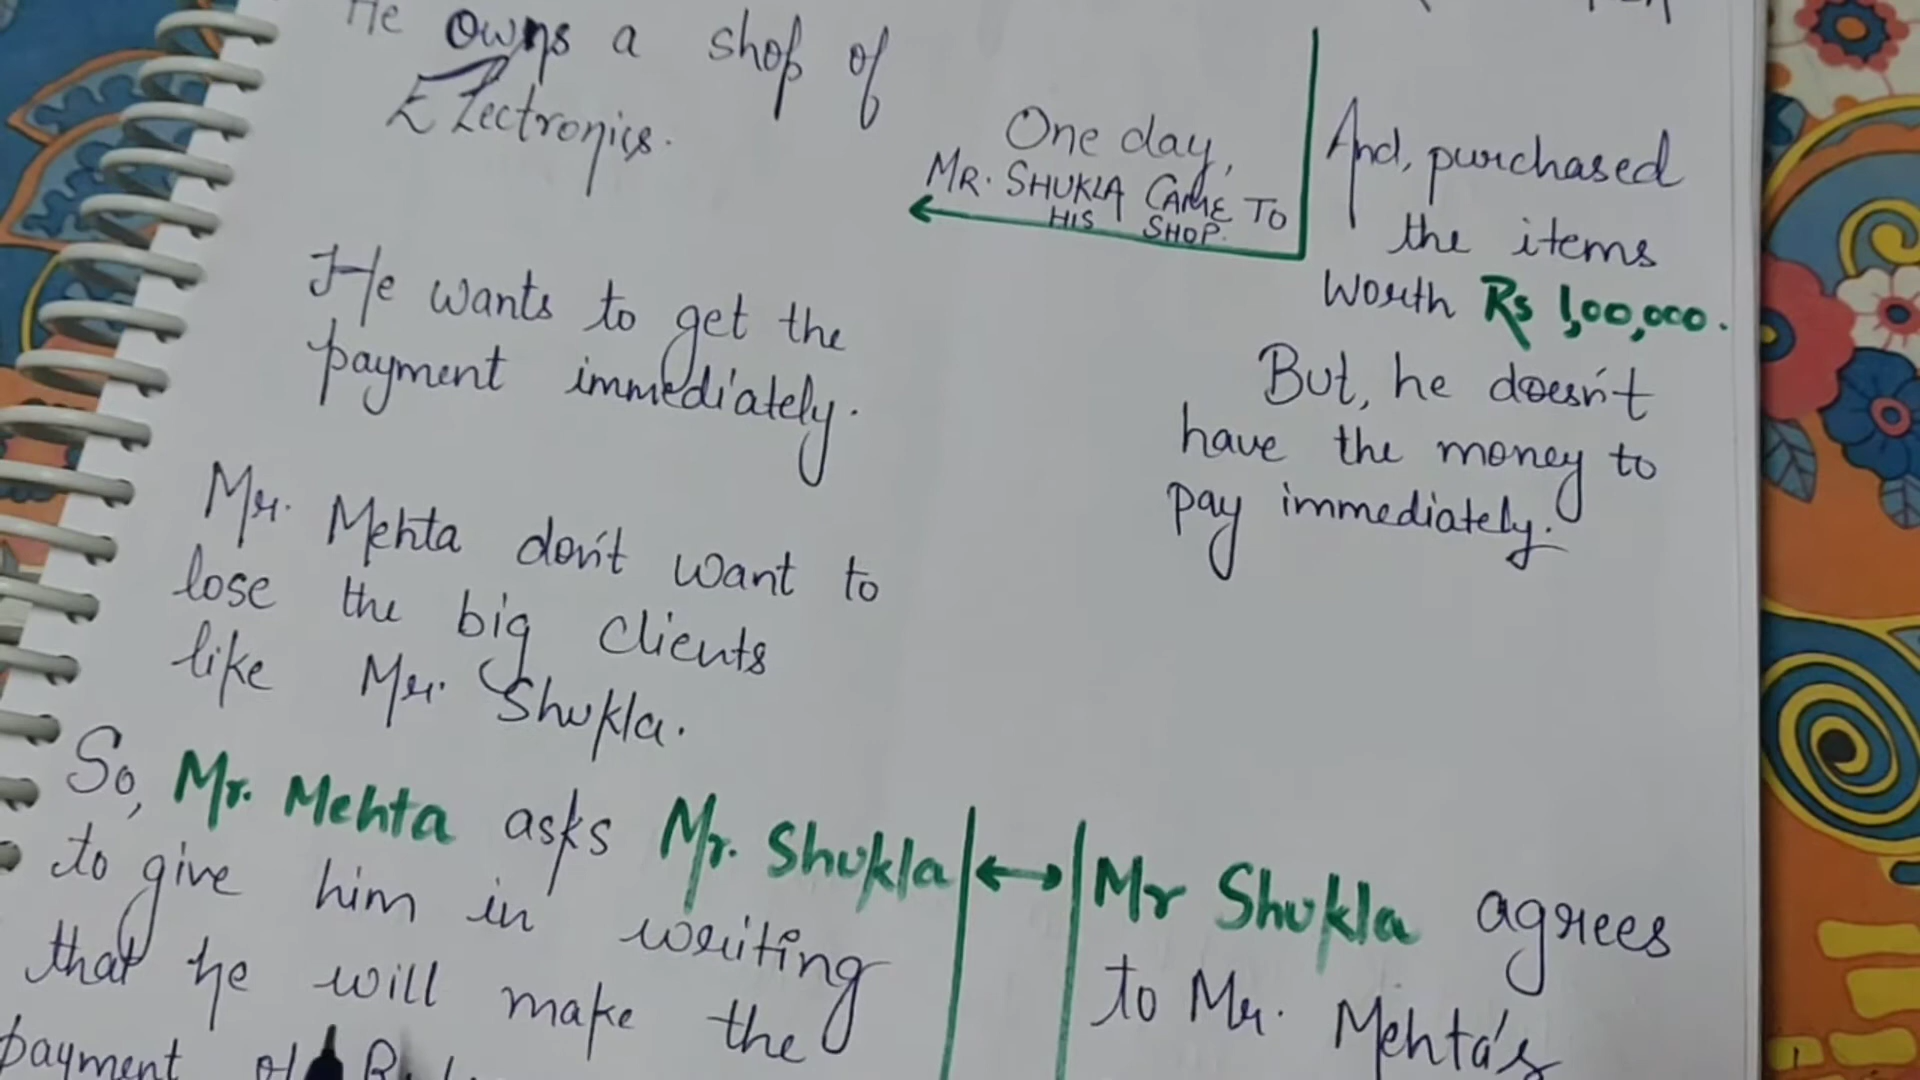 He owns a shop of
Electronics.
One day,
MR. SHUKLA CAME TO
HIS SHOP.
And, purchased
the items
worth Rs 1,00,000.
But, he doesn't
have the money to
pay immediately.
He wants to get the
payment immediately.
Mr. Mehta don't want to
lose the big clients
like Mr. Shukla.
So, Mr. Mehta asks Mr. Shukla
to give him in writing
that he will make the
payment of
Mr Shukla agrees
to Mr. Mehta's